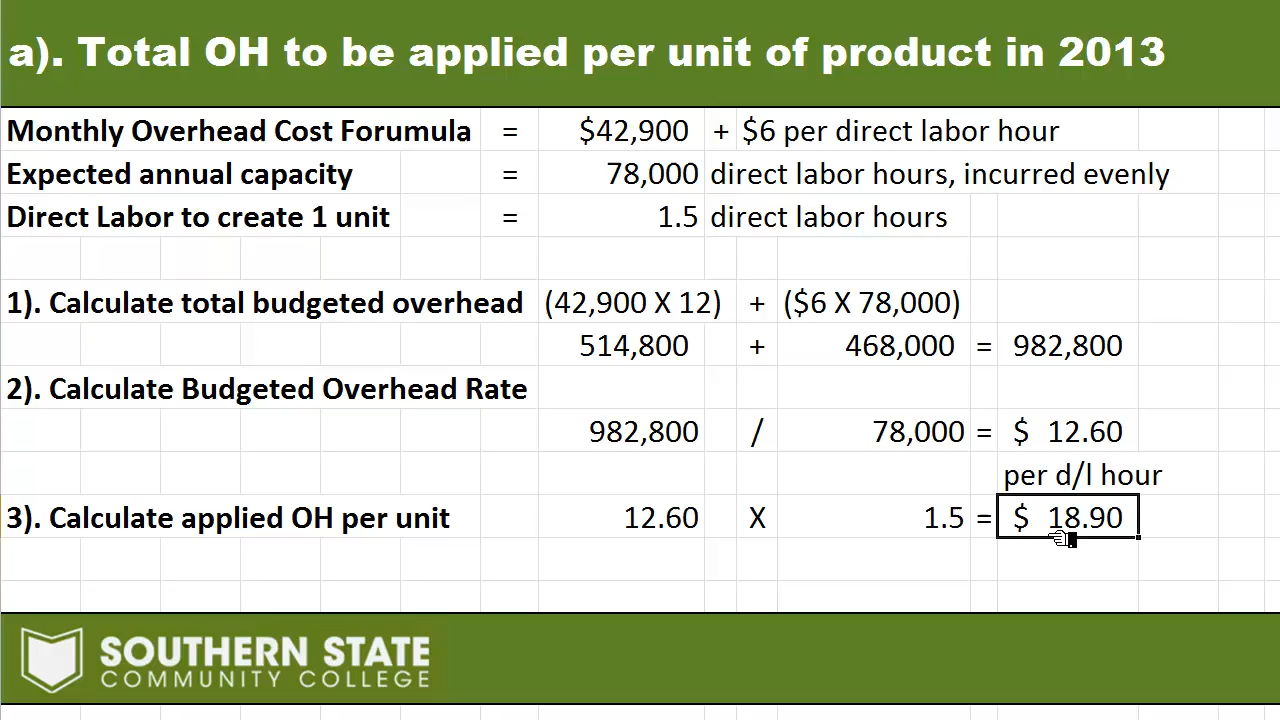 a). Total OH to be applied per unit of product in 2013
Monthly Overhead Cost Forumula = $42,900 + $6 per direct labor hour
Expected annual capacity = 78,000 direct labor hours, incurred evenly
Direct Labor to create 1 unit = 1.5 direct labor hours
1). Calculate total budgeted overhead (42,900 X 12) + ($6 X 78,000)
514,800 + 468,000 = 982,800
2). Calculate Budgeted Overhead Rate
982,800 / 78,000 = $ 12.60
per d/l hour
3). Calculate applied OH per unit 12.60 X 1.5 = $ 18.90
SOUTHERN STATE
COMMUNITY COLLEGE